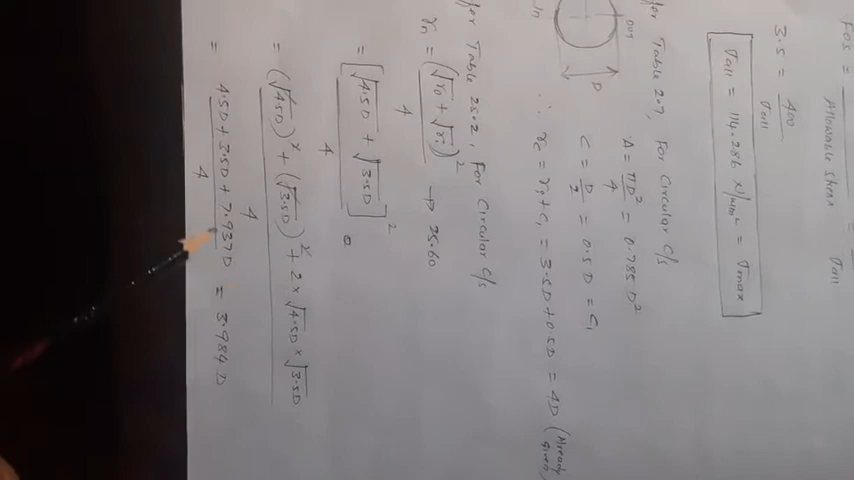 FOS =
Allowable stress
3.5 = 400 / σall
σall = 114.286 N/mm² = σmax
for Table 2.7, For Circular C/s
A = πD² / 4 = 0.785 D²
C = D / 2 = 0.5 D = C₁
D
∴ rc = ri + c₁ = 3.5D + 0.5D = 4D (Already given)
for Table 25.2, For Circular C/s
rn = (√ro + √ri)² / 4 → 25.60
= [√4.5D + √3.5D]² / 4
= (√4.5D)² + (√3.5D)² + 2 × √4.5D × √3.5D / 4
= 4.5D + 3.5D + 7.937D / 4 = 3.984 D